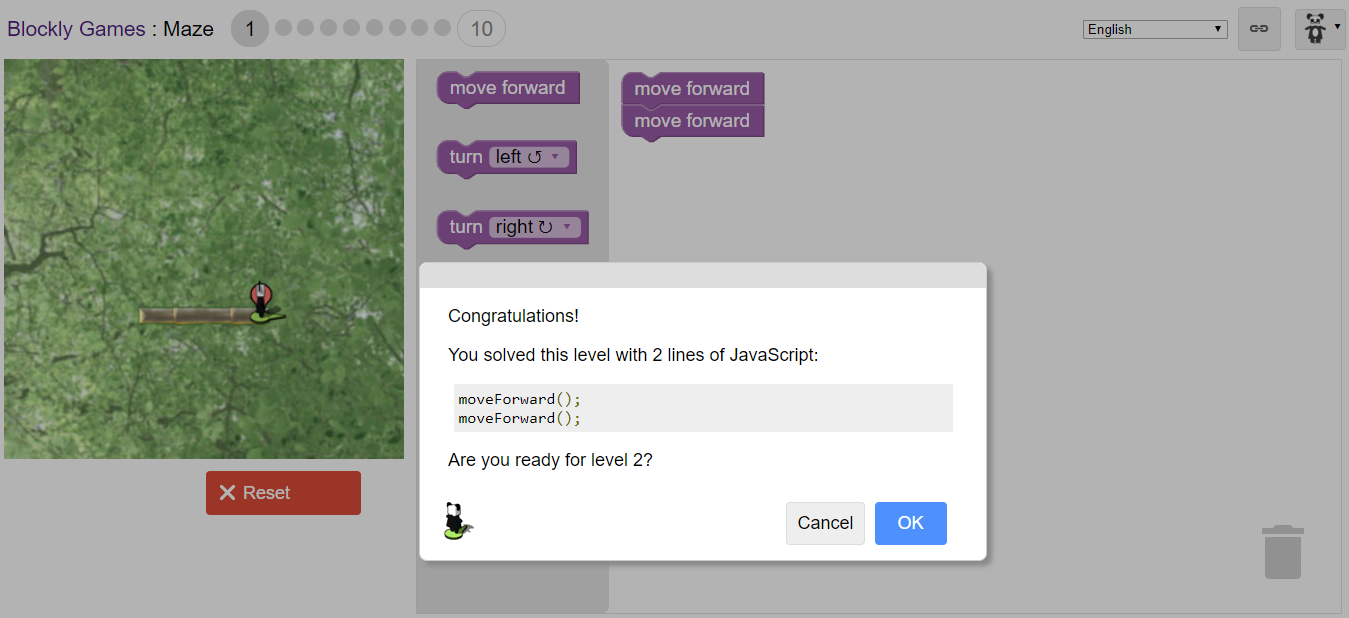 Blockly Games : Maze 1 10
English
move forward
turn left ↺
turn right ↻
move forward
move forward
Congratulations!
You solved this level with 2 lines of JavaScript:
moveForward();
moveForward();
Are you ready for level 2?
Cancel OK
Reset